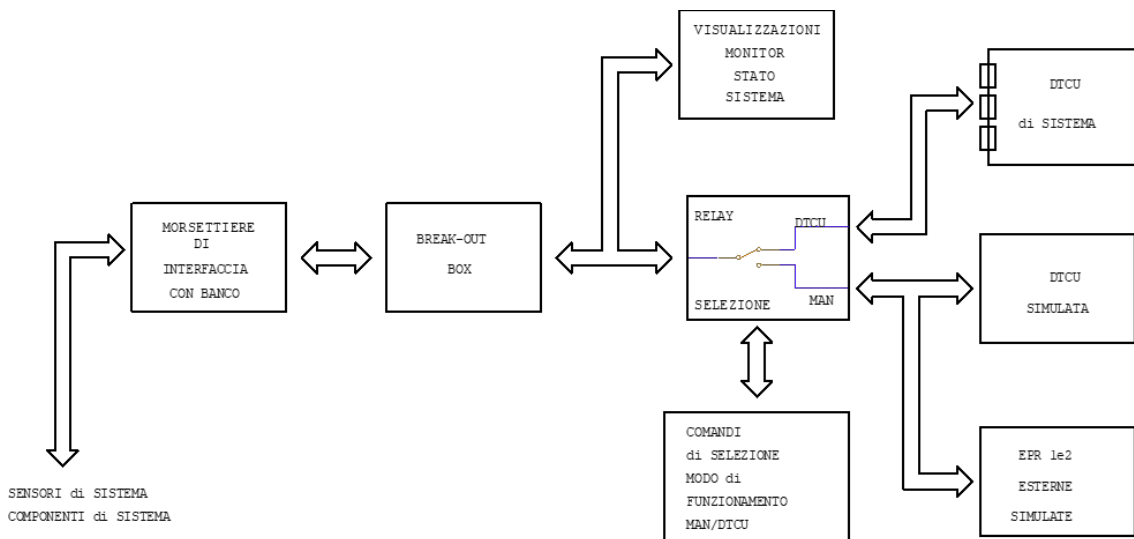 VISUALIZZAZIONI
MONITOR
STATO
SISTEMA
DTCU
di SISTEMA
MORSETTIERE
DI
INTERFACCIA
CON BANCO
BREAK-OUT
BOX
RELAY
DTCU
SELEZIONE
MAN
DTCU
SIMULATA
COMANDI
di SELEZIONE
MODO di
FUNZIONAMENTO
MAN/DTCU
EPR 1e2
ESTERNE
SIMULATE
SENSORI di SISTEMA
COMPONENTI di SISTEMA